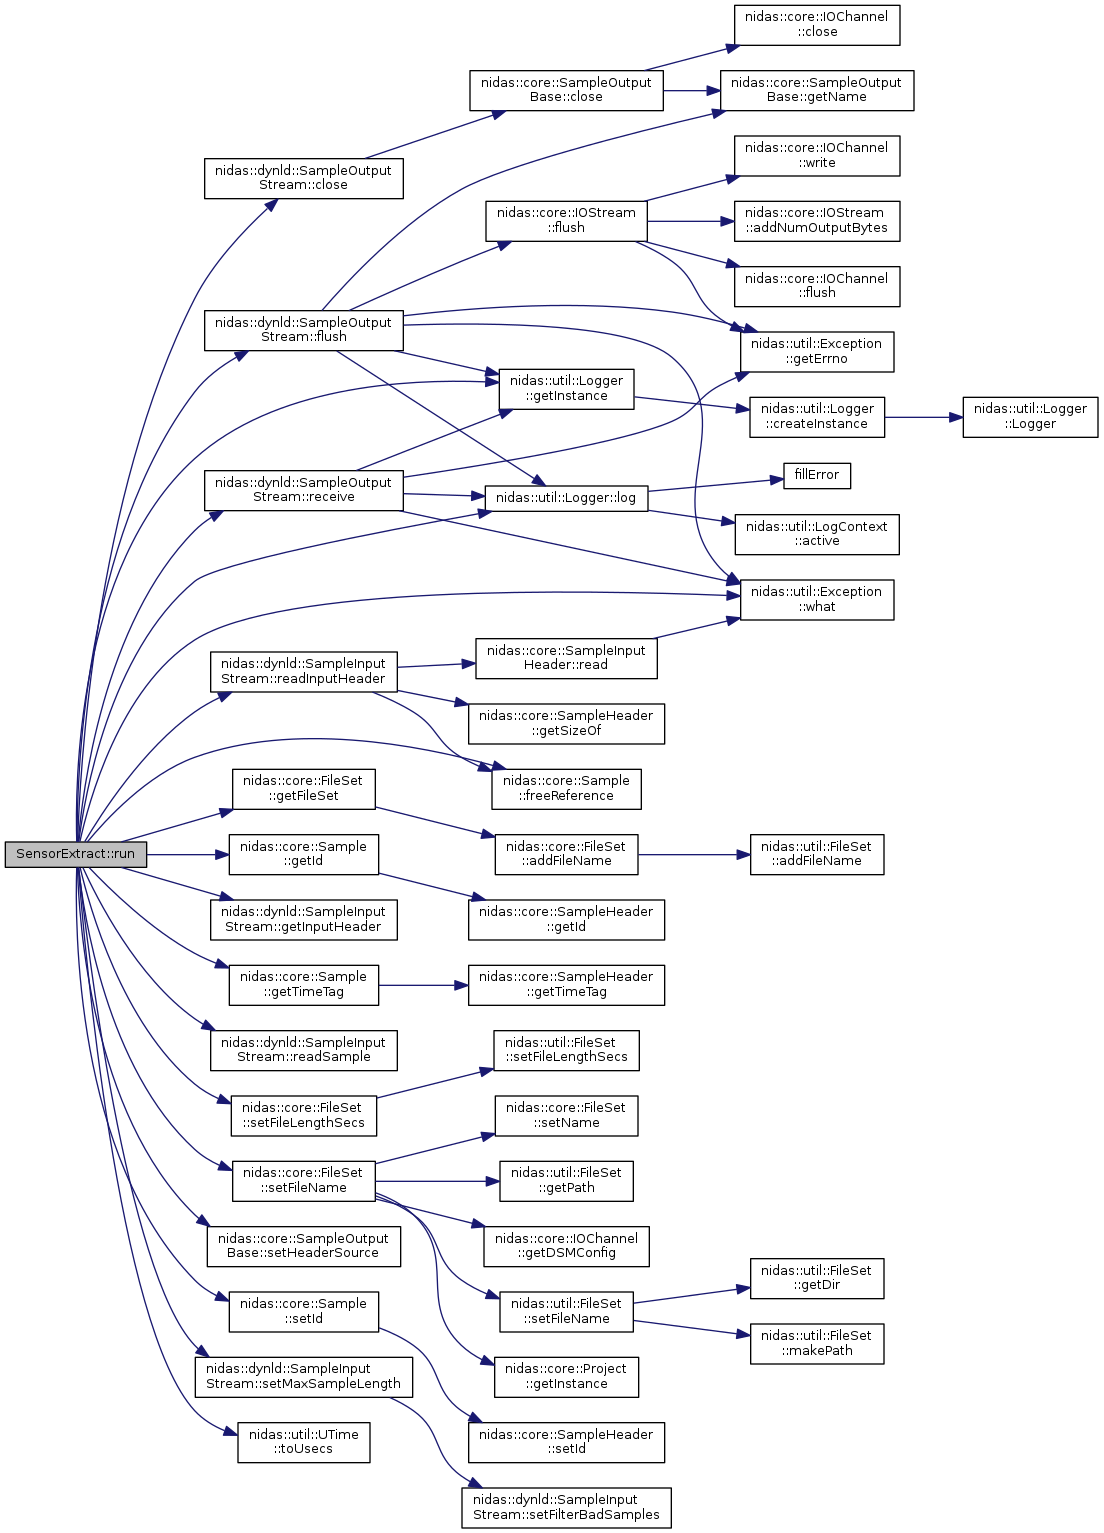 SensorExtract::run
nidas::dynld::SampleOutput
Stream::close
nidas::dynld::SampleOutput
Stream::flush
nidas::dynld::SampleOutput
Stream::receive
nidas::dynld::SampleInput
Stream::readInputHeader
nidas::core::FileSet
::getFileSet
nidas::core::Sample
::getId
nidas::dynld::SampleInput
Stream::getInputHeader
nidas::core::Sample
::getTimeTag
nidas::dynld::SampleInput
Stream::readSample
nidas::core::FileSet
::setFileLengthSecs
nidas::core::FileSet
::setFileName
nidas::core::SampleOutput
Base::setHeaderSource
nidas::core::Sample
::setId
nidas::dynld::SampleInput
Stream::setMaxSampleLength
nidas::util::UTime
::toUsecs
nidas::core::SampleOutput
Base::close
nidas::core::IOStream
::flush
nidas::util::Logger
::getInstance
nidas::util::Logger::log
nidas::core::SampleInput
Header::read
nidas::core::SampleHeader
::getSizeOf
nidas::core::Sample
::freeReference
nidas::core::FileSet
::addFileName
nidas::core::SampleHeader
::getId
nidas::core::SampleHeader
::getTimeTag
nidas::util::FileSet
::setFileLengthSecs
nidas::core::FileSet
::setName
nidas::util::FileSet
::getPath
nidas::core::IOChannel
::getDSMConfig
nidas::util::FileSet
::setFileName
nidas::core::Project
::getInstance
nidas::core::SampleHeader
::setId
nidas::dynld::SampleInput
Stream::setFilterBadSamples
nidas::core::IOChannel
::close
nidas::core::SampleOutput
Base::getName
nidas::core::IOChannel
::write
nidas::core::IOStream
::addNumOutputBytes
nidas::core::IOChannel
::flush
nidas::util::Exception
::getErrno
nidas::util::Logger
::createInstance
fillError
nidas::util::LogContext
::active
nidas::util::Exception
::what
nidas::util::FileSet
::addFileName
nidas::util::FileSet
::getDir
nidas::util::FileSet
::makePath
nidas::util::Logger
::Logger